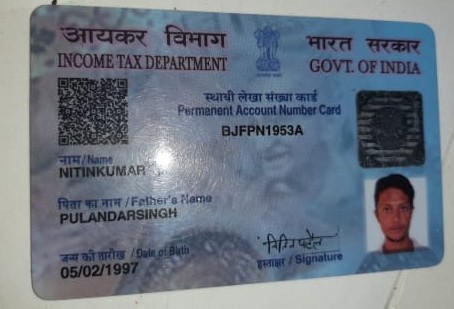 आयकर विभाग
INCOME TAX DEPARTMENT
भारत सरकार
GOVT. OF INDIA
स्थायी लेखा संख्या कार्ड
Permanent Account Number Card
BJFPN1953A
नाम / Name
NITINKUMAR
पिता का नाम / Father's Name
PULANDARSINGH
जन्म की तारीख / Date of Birth
05/02/1997
हस्ताक्षर / Signature